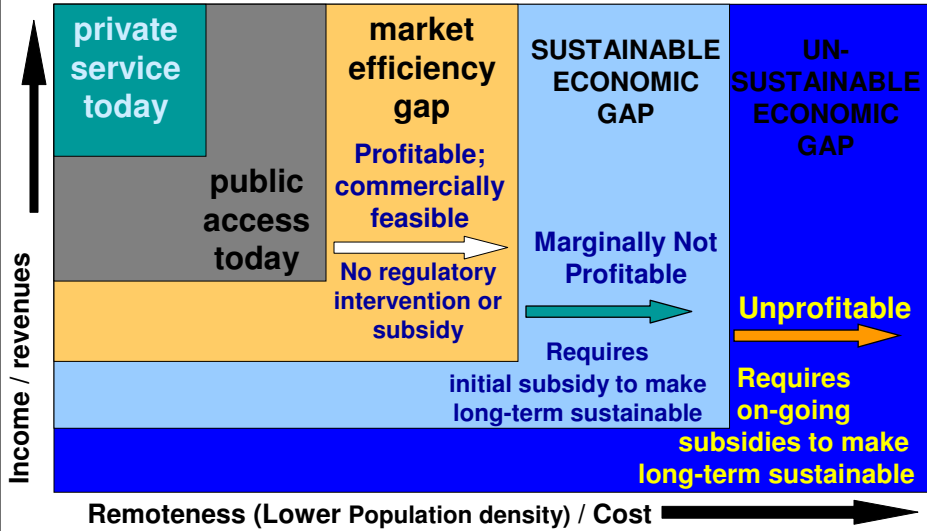 private
service
today
public
access
today
market
efficiency
gap
Profitable;
commercially
feasible
No regulatory
intervention or
subsidy
SUSTAINABLE
ECONOMIC
GAP
Marginally Not
Profitable
Requires
initial subsidy to make
long-term sustainable
UN-
SUSTAINABLE
ECONOMIC
GAP
Unprofitable
Requires
on-going
subsidies to make
long-term sustainable
Income / revenues
Remoteness (Lower Population density) / Cost